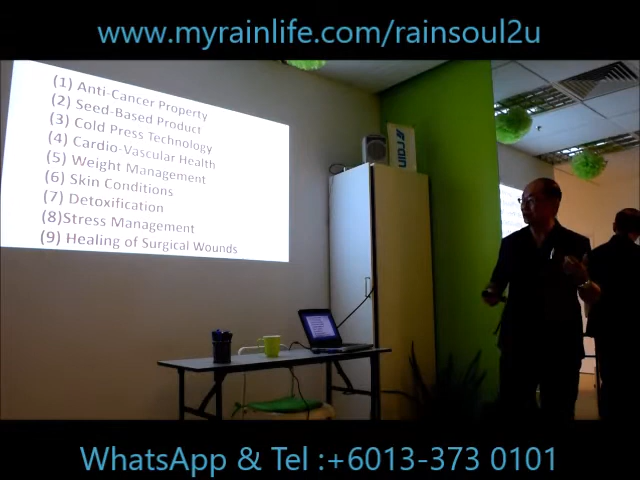 www.myrainlife.com/rainsoul2u
(1) Anti-Cancer Property
(2) Seed-Based Product
(3) Cold Press Technology
(4) Cardio-Vascular Health
(5) Weight Management
(6) Skin Conditions
(7) Detoxification
(8)Stress Management
(9) Healing of Surgical Wounds
rain
WhatsApp & Tel :+6013-373 0101